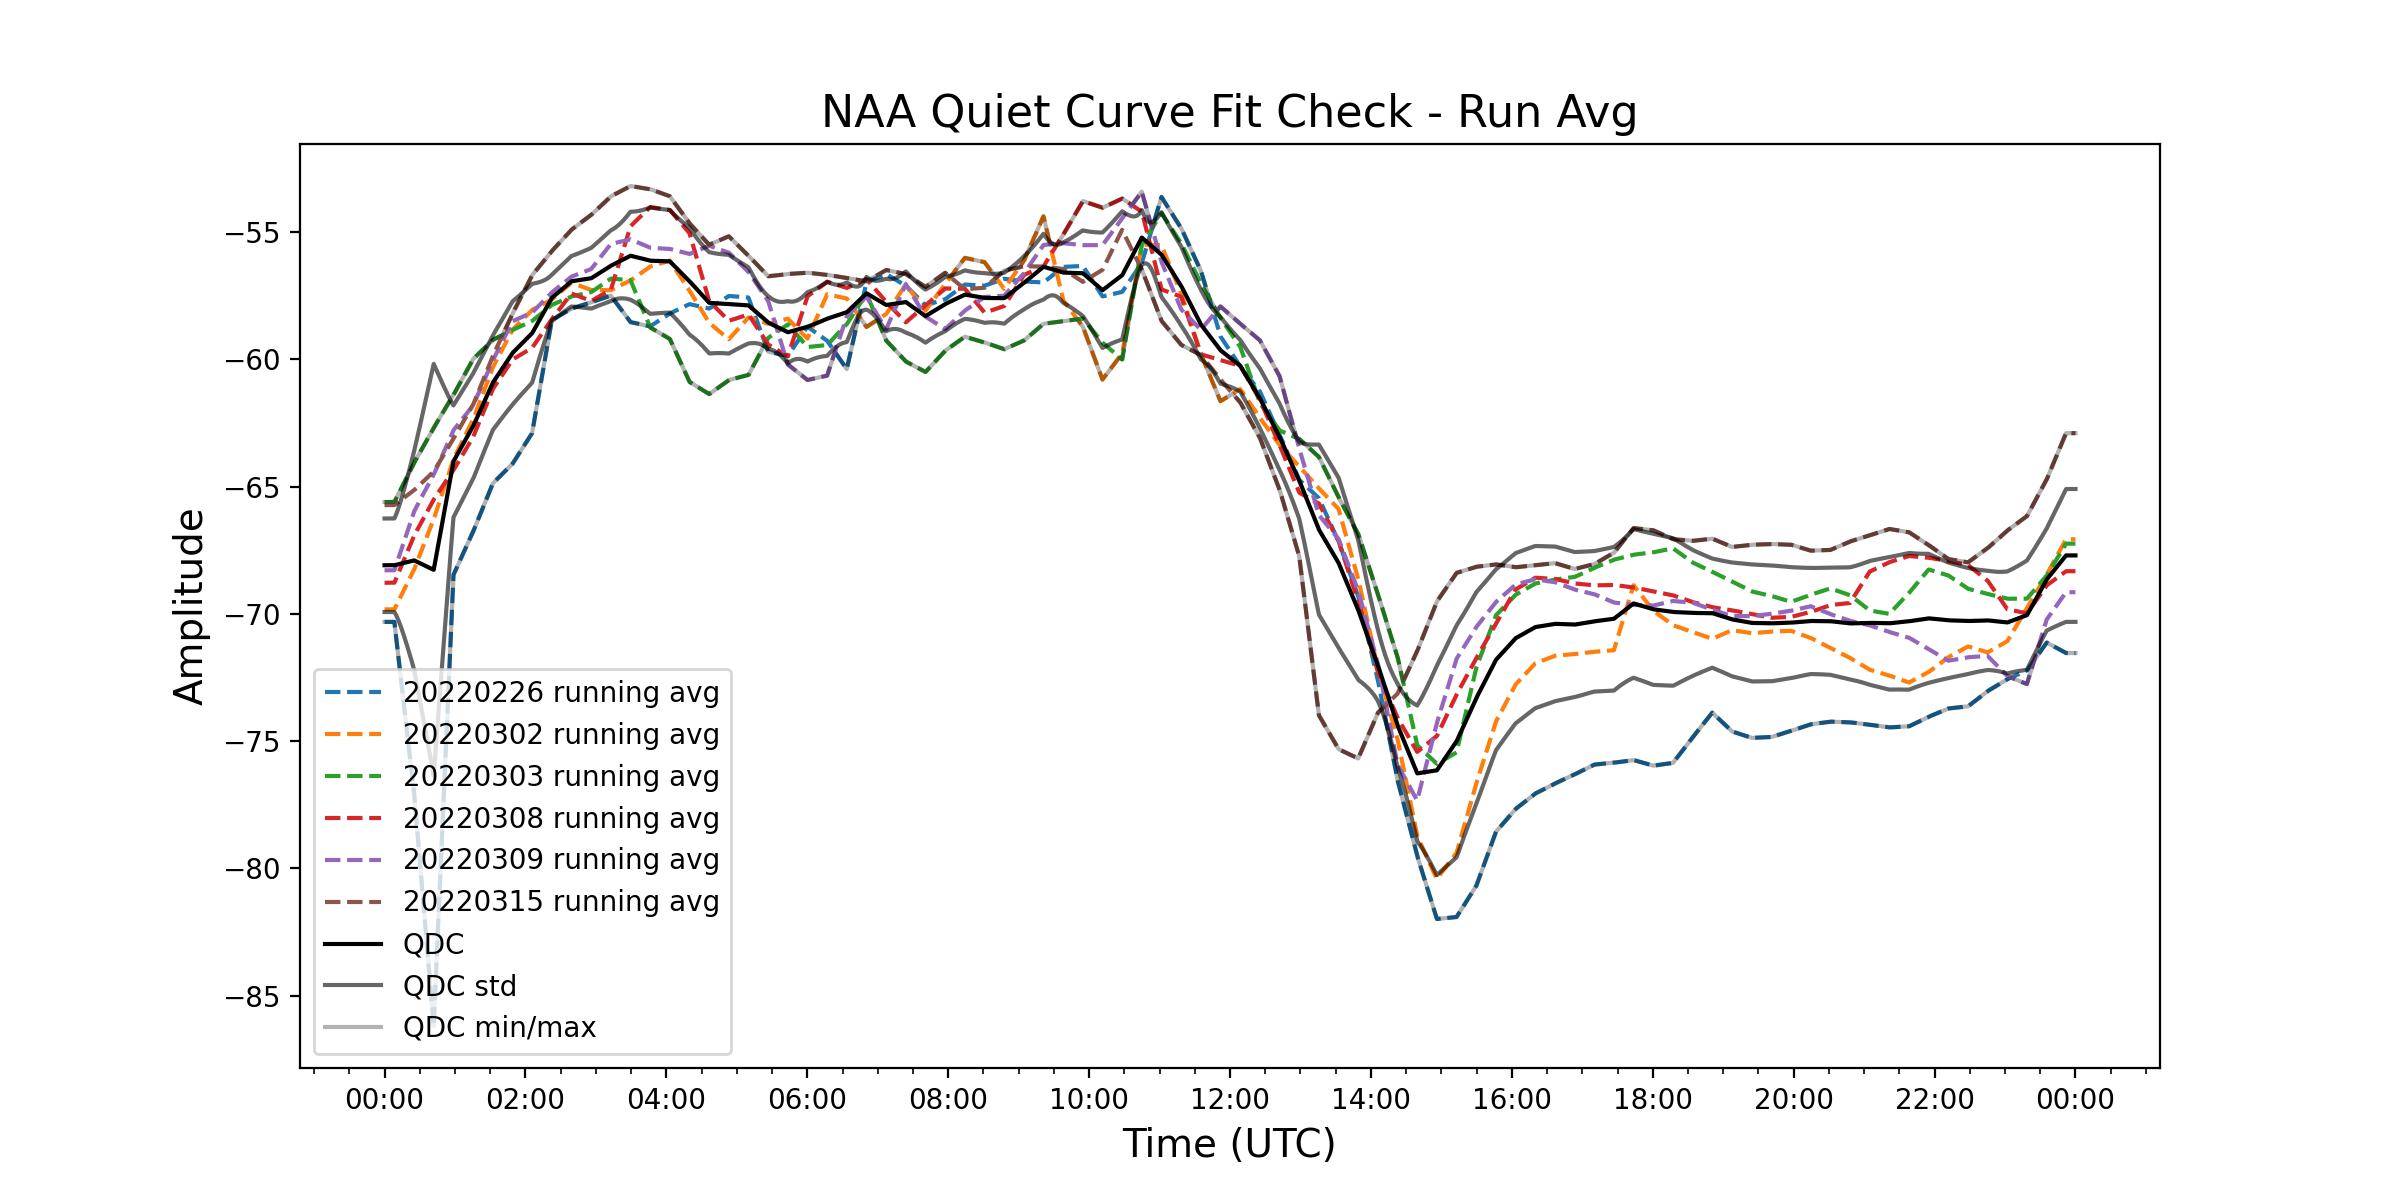 NAA Quiet Curve Fit Check - Run Avg
Amplitude
−55
−60
−65
−70
−75
−80
−85
20220226 running avg
20220302 running avg
20220303 running avg
20220308 running avg
20220309 running avg
20220315 running avg
QDC
QDC std
QDC min/max
00:00 02:00 04:00 06:00 08:00 10:00 12:00 14:00 16:00 18:00 20:00 22:00 00:00
Time (UTC)